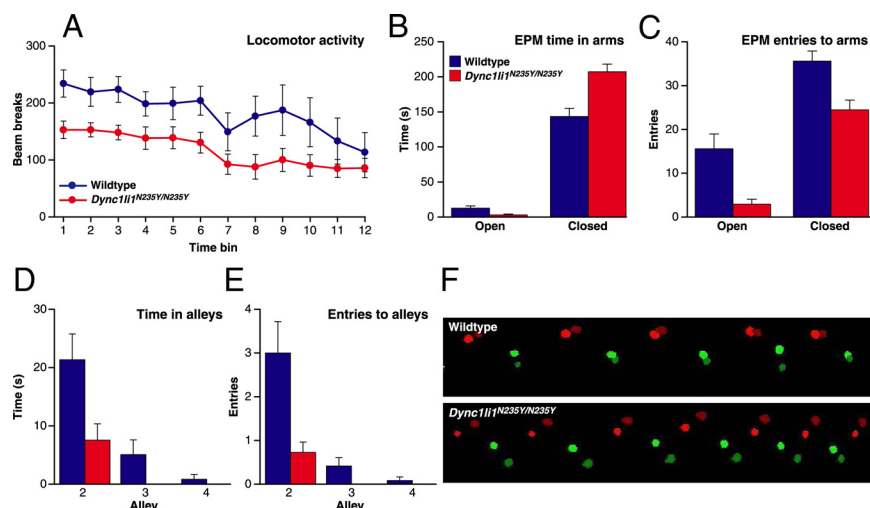 A
Locomotor activity
300
200
100
0
Beam breaks
Wildtype
Dync1li1N235Y/N235Y
1 2 3 4 5 6 7 8 9 10 11 12
Time bin
B
EPM time in arms
Wildtype
Dync1li1N235Y/N235Y
250
200
150
100
50
0
Time (s)
Open Closed
C
EPM entries to arms
40
30
20
10
0
Entries
Open Closed
D
Time in alleys
30
20
10
0
Time (s)
2 3 4
Alley
E
Entries to alleys
4
3
2
1
0
Entries
2 3 4
Alley
F
Wildtype
Dync1li1N235Y/N235Y